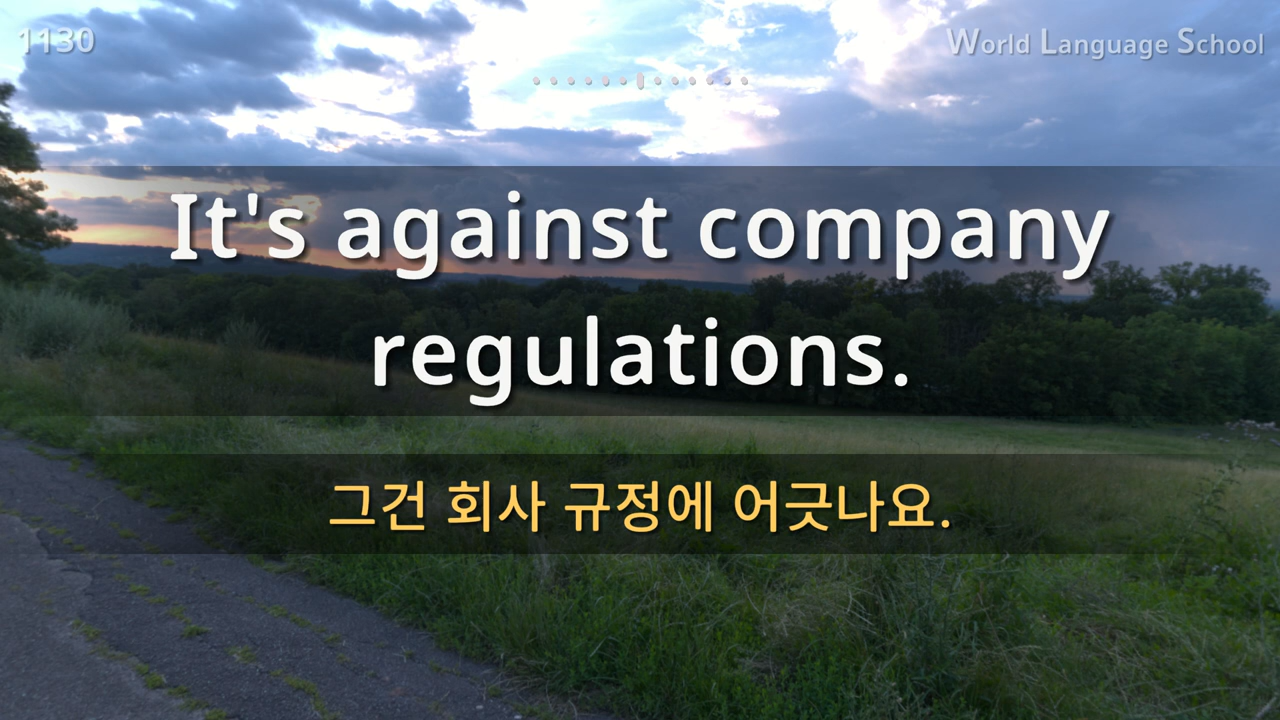 1130
World Language School
It's against company
regulations.
그건 회사 규정에 어긋나요.